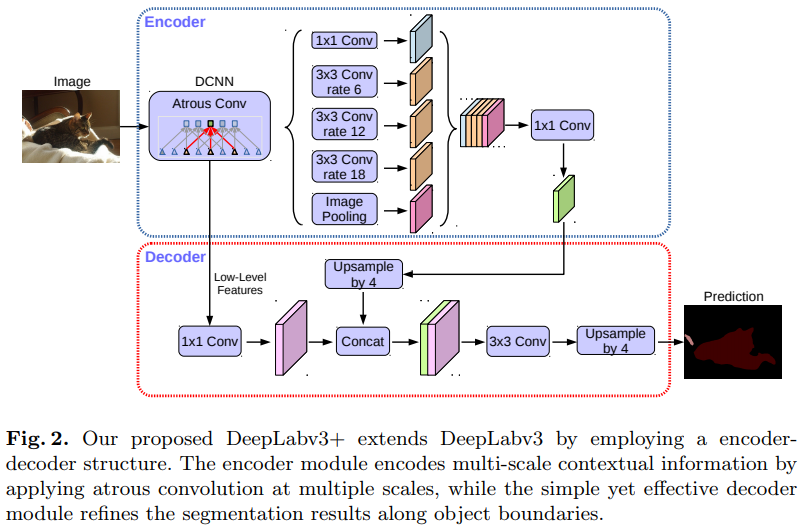 Encoder
Image
DCNN
Atrous Conv
1x1 Conv
3x3 Conv
rate 6
3x3 Conv
rate 12
3x3 Conv
rate 18
Image
Pooling
1x1 Conv
Decoder
Low-Level
Features
Upsample
by 4
1x1 Conv
Concat
3x3 Conv
Upsample
by 4
Prediction
Fig. 2. Our proposed DeepLabv3+ extends DeepLabv3 by employing a encoder-
decoder structure. The encoder module encodes multi-scale contextual information by
applying atrous convolution at multiple scales, while the simple yet effective decoder
module refines the segmentation results along object boundaries.